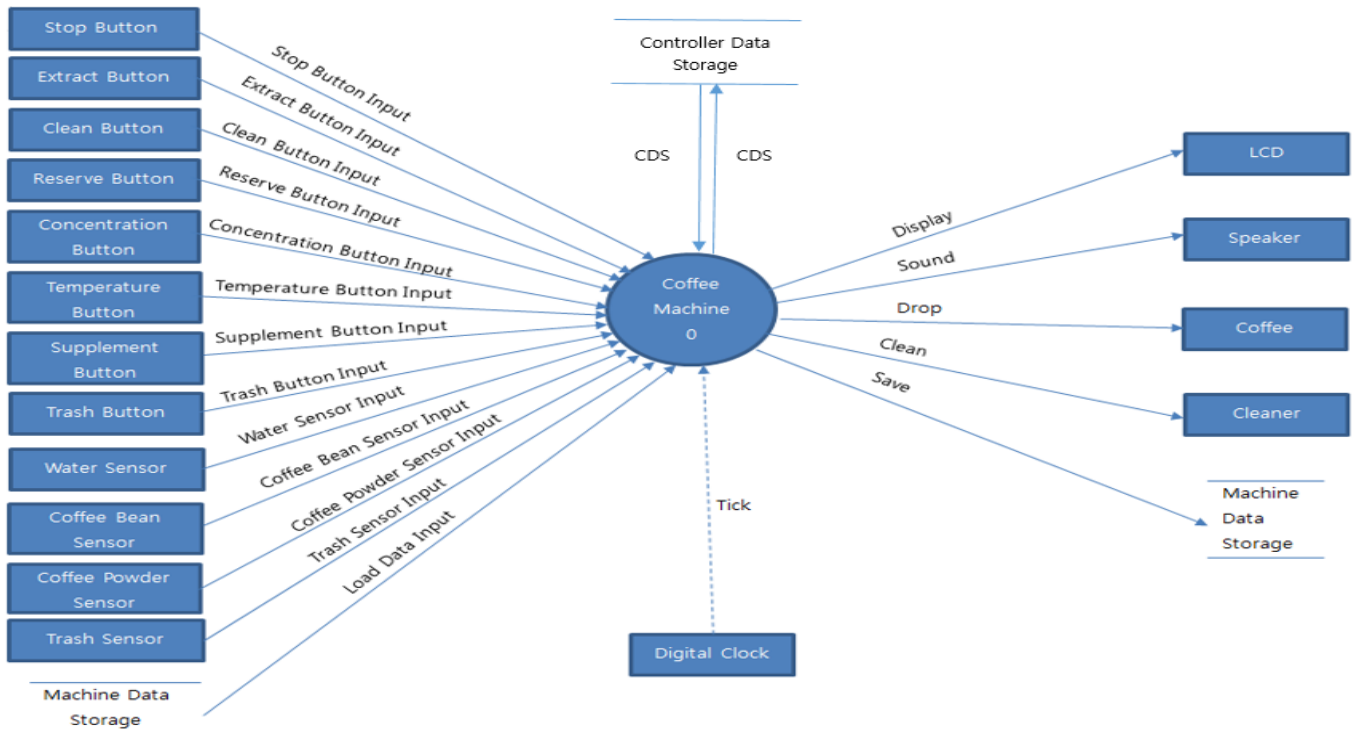 Stop Button
Extract Button
Clean Button
Reserve Button
Concentration
Button
Temperature
Button
Supplement
Button
Trash Button
Water Sensor
Coffee Bean
Sensor
Coffee Powder
Sensor
Trash Sensor
Machine Data
Storage
Stop Button Input
Extract Button Input
Clean Button Input
Reserve Button Input
Concentration Button Input
Temperature Button Input
Supplement Button Input
Trash Button Input
Water Sensor Input
Coffee Bean Sensor Input
Coffee Powder Sensor Input
Trash Sensor Input
Load Data Input
Controller Data
Storage
CDS
CDS
Coffee
Machine
0
Tick
Digital Clock
Display
Sound
Drop
Clean
Save
LCD
Speaker
Coffee
Cleaner
Machine
Data
Storage